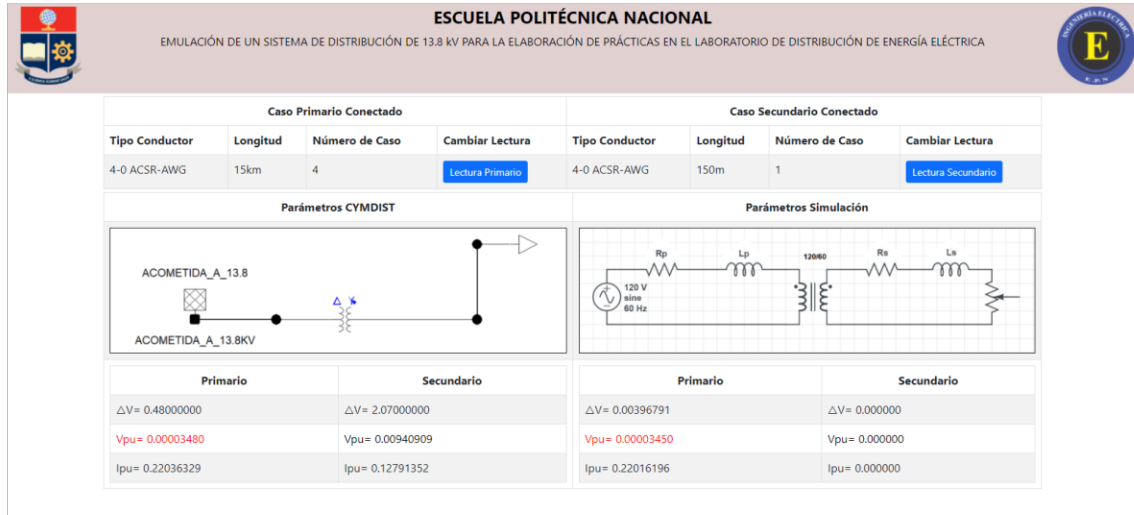 ESCUELA POLITÉCNICA NACIONAL
EMULACIÓN DE UN SISTEMA DE DISTRIBUCIÓN DE 13.8 kV PARA LA ELABORACIÓN DE PRÁCTICAS EN EL LABORATORIO DE DISTRIBUCIÓN DE ENERGÍA ELÉCTRICA
INGENIERÍA ELECTRICA
E
E.P.N
Caso Primario Conectado Caso Secundario Conectado
Tipo Conductor Longitud Número de Caso Cambiar Lectura Tipo Conductor Longitud Número de Caso Cambiar Lectura
4-0 ACSR-AWG 15km 4 Lectura Primario 4-0 ACSR-AWG 150m 1 Lectura Secundario
Parámetros CYMDIST Parámetros Simulación
ACOMETIDA_A_13.8
ACOMETIDA_A_13.8KV
Rp Lp 120/60 Rs Ls
120 V
sine
60 Hz
Primario Secundario Primario Secundario
△V= 0.48000000 △V= 2.07000000 △V= 0.00396791 △V= 0.000000
Vpu= 0.00003480 Vpu= 0.00940909 Vpu= 0.00003450 Vpu= 0.000000
Ipu= 0.22036329 Ipu= 0.12791352 Ipu= 0.22016196 Ipu= 0.000000